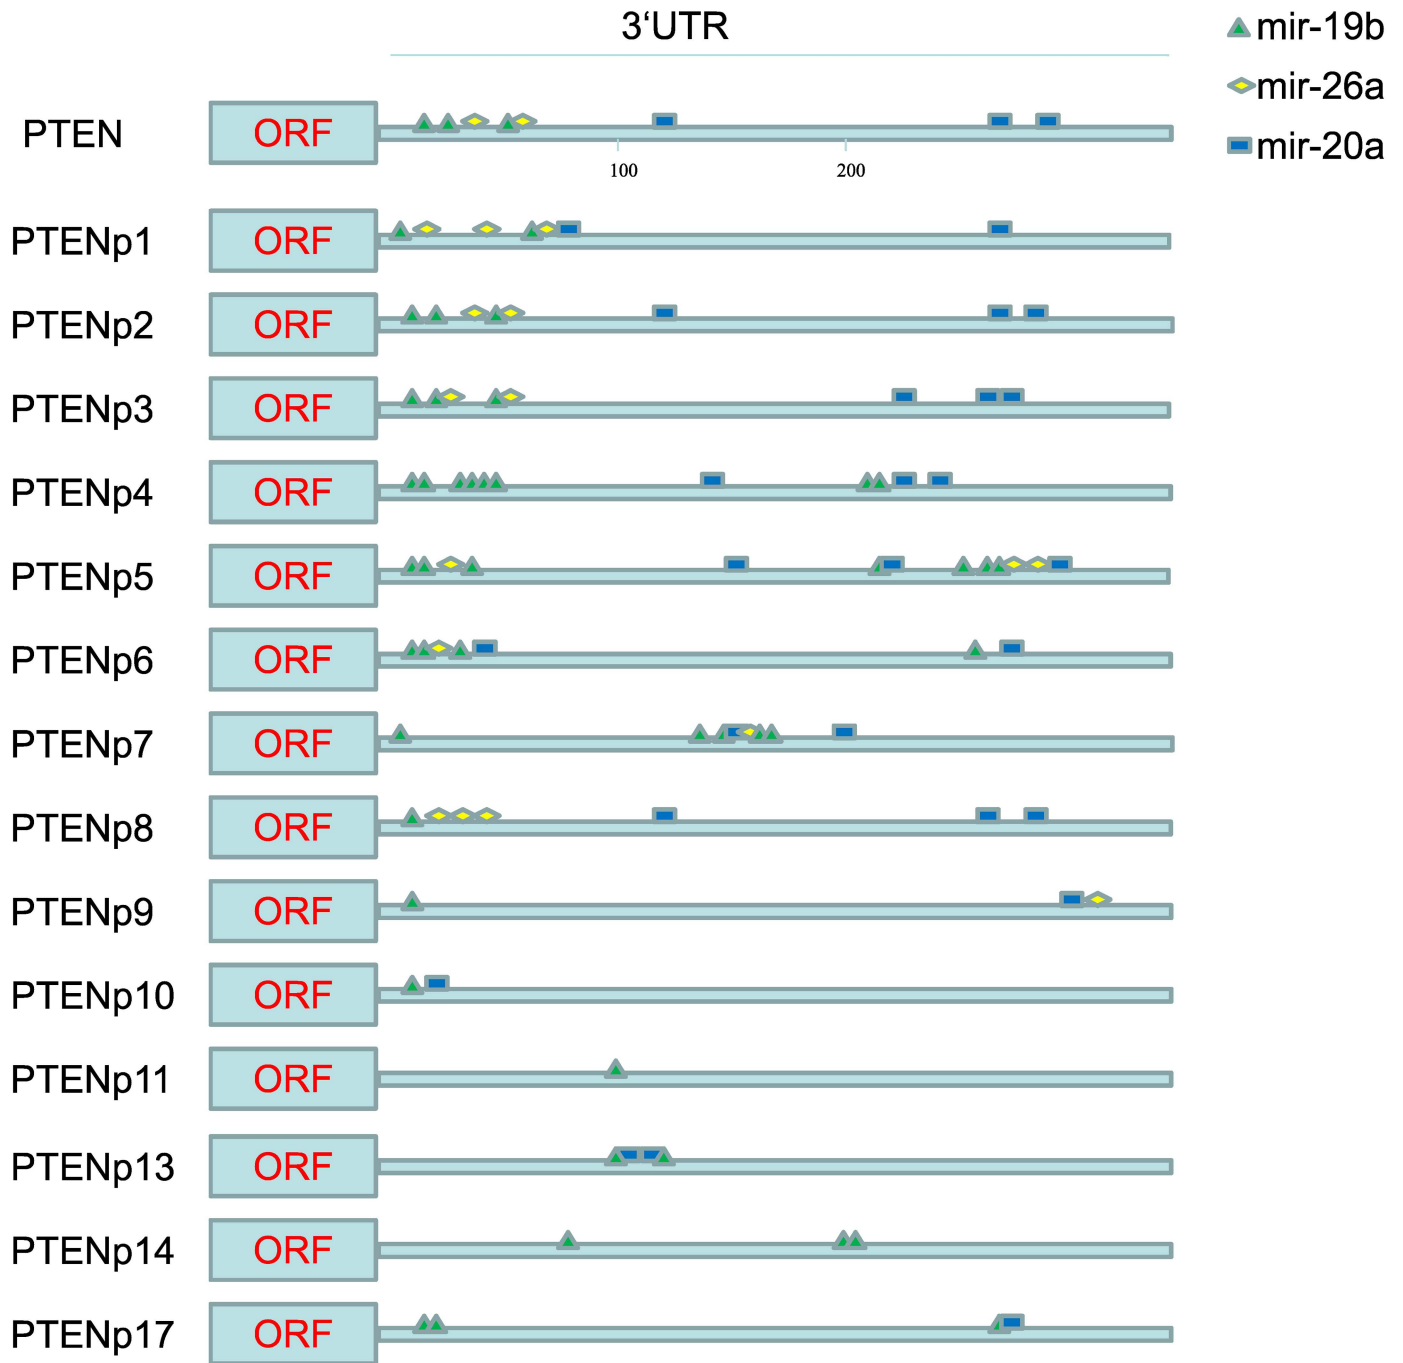 3‘UTR
mir-19b
mir-26a
mir-20a
PTEN ORF
100 200
PTENp1 ORF
PTENp2 ORF
PTENp3 ORF
PTENp4 ORF
PTENp5 ORF
PTENp6 ORF
PTENp7 ORF
PTENp8 ORF
PTENp9 ORF
PTENp10 ORF
PTENp11 ORF
PTENp13 ORF
PTENp14 ORF
PTENp17 ORF